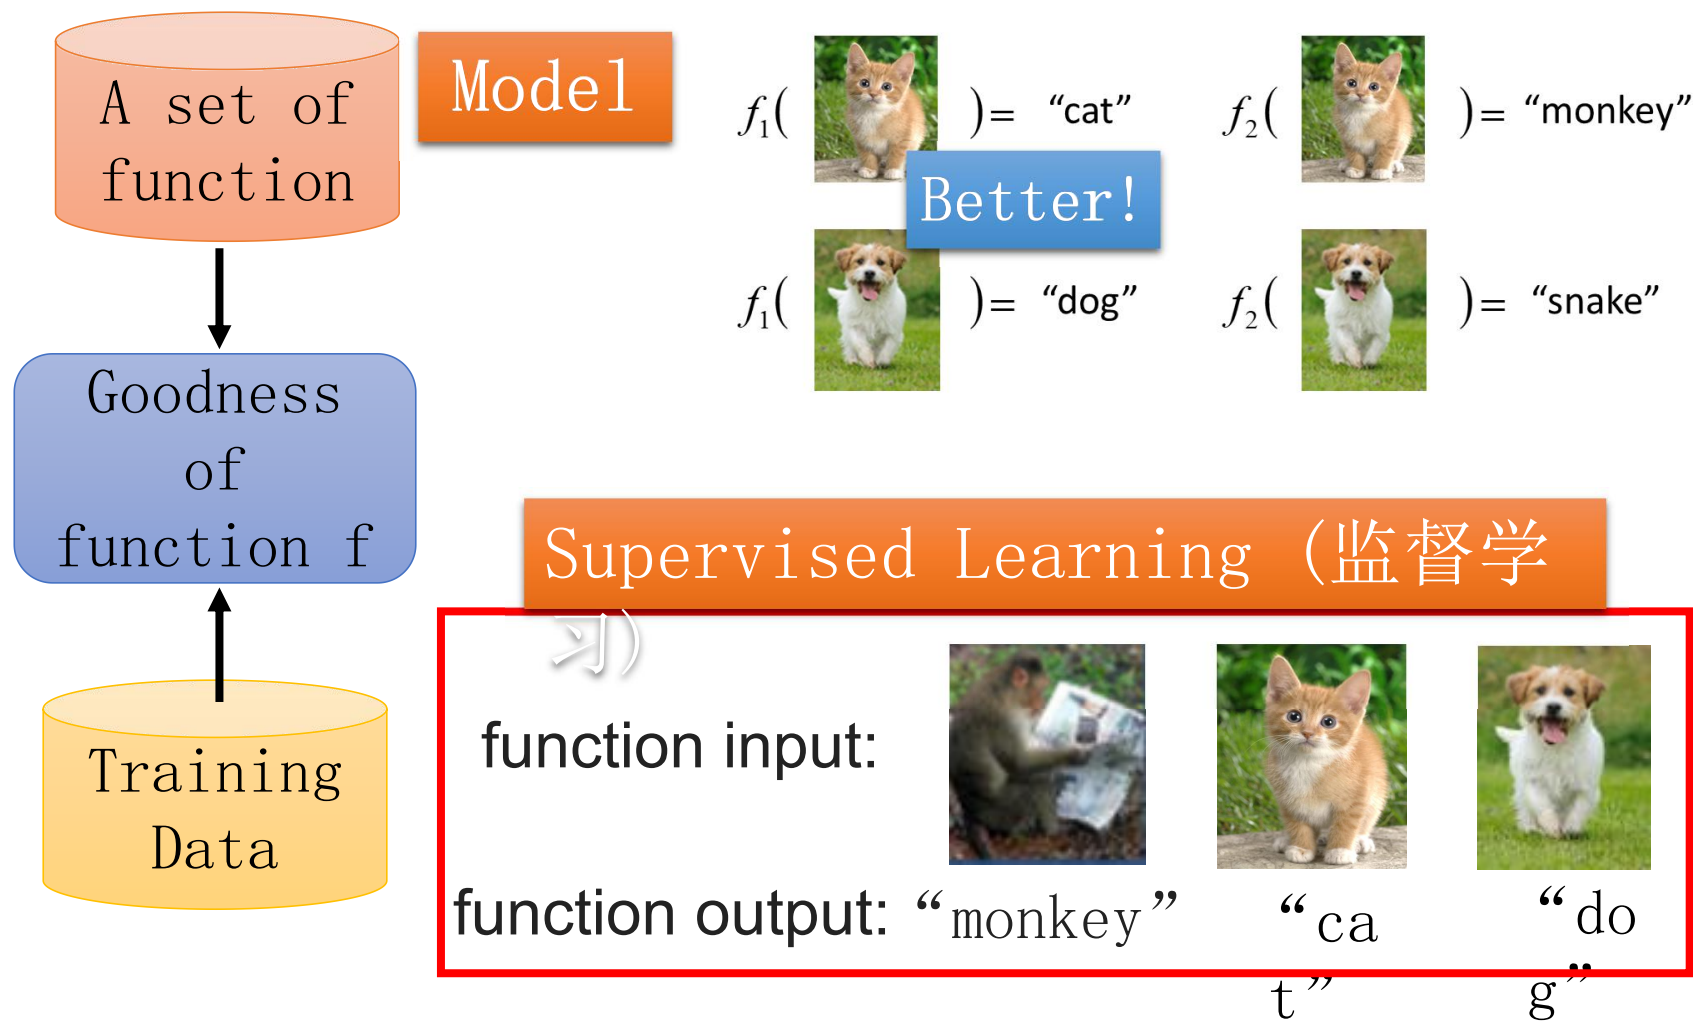 A set of
function
Model
f1( )= “cat”
f2( )= “monkey”
Better!
f1( )= “dog”
f2( )= “snake”
Goodness
of
function f
Supervised Learning (监督学
习)
Training
Data
function input:
function output:
“monkey”
“ca
t”
“do
g”